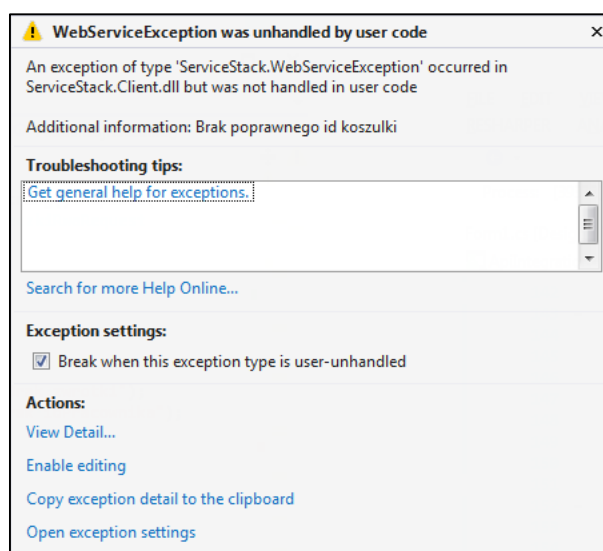 WebServiceException was unhandled by user code
An exception of type 'ServiceStack.WebServiceException' occurred in
ServiceStack.Client.dll but was not handled in user code
Additional information: Brak poprawnego id koszulki
Troubleshooting tips:
Get general help for exceptions.
Search for more Help Online...
Exception settings:
Break when this exception type is user-unhandled
Actions:
View Detail...
Enable editing
Copy exception detail to the clipboard
Open exception settings